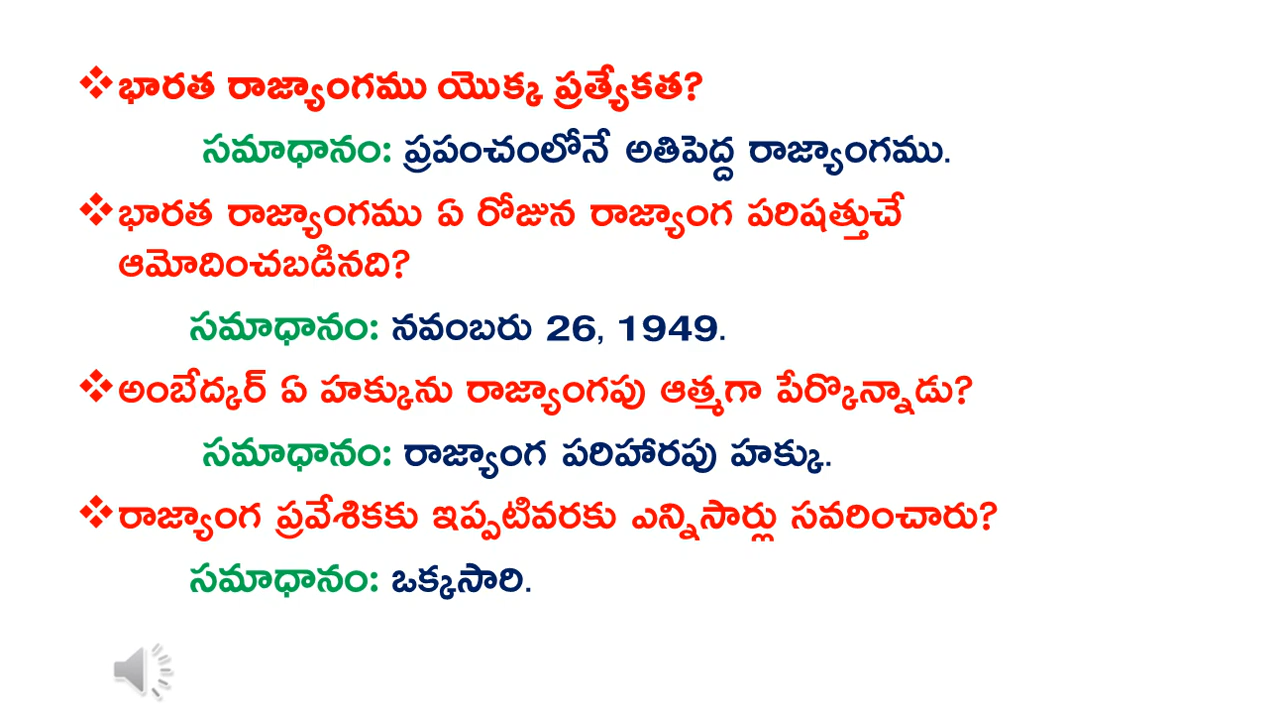 ❖భారత రాజ్యాంగము యొక్క ప్రత్యేకత?
సమాధానం: ప్రపంచంలోనే అతిపెద్ద రాజ్యాంగము.
❖భారత రాజ్యాంగము ఏ రోజున రాజ్యాంగ పరిషత్తుచే
ఆమోదించబడినది?
సమాధానం: నవంబరు 26, 1949.
❖అంబేద్కర్ ఏ హక్కును రాజ్యాంగపు ఆత్మగా పేర్కొన్నాడు?
సమాధానం: రాజ్యాంగ పరిహారపు హక్కు.
❖రాజ్యాంగ ప్రవేశికకు ఇప్పటివరకు ఎన్నిసార్లు సవరించారు?
సమాధానం: ఒక్కసారి.